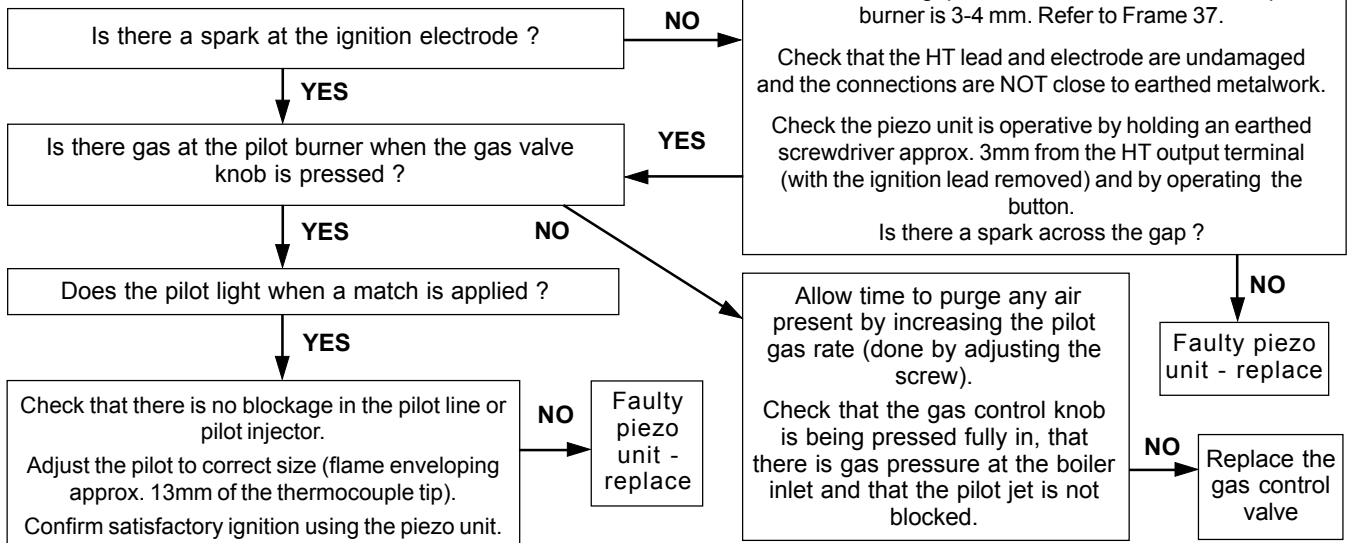 Is there a spark at the ignition electrode ?
NO
burner is 3-4 mm. Refer to Frame 37.
Check that the HT lead and electrode are undamaged
and the connections are NOT close to earthed metalwork.
Check the piezo unit is operative by holding an earthed
screwdriver approx. 3mm from the HT output terminal
(with the ignition lead removed) and by operating the
button.
Is there a spark across the gap ?
YES
Is there gas at the pilot burner when the gas valve
knob is pressed ?
YES
YES
NO
NO
Does the pilot light when a match is applied ?
YES
Allow time to purge any air
present by increasing the pilot
gas rate (done by adjusting the
screw).
Check that the gas control knob
is being pressed fully in, that
there is gas pressure at the boiler
inlet and that the pilot jet is not
blocked.
Faulty piezo
unit - replace
Check that there is no blockage in the pilot line or
pilot injector.
Adjust the pilot to correct size (flame enveloping
approx. 13mm of the thermocouple tip).
Confirm satisfactory ignition using the piezo unit.
NO
Faulty
piezo
unit -
replace
NO
Replace the
gas control
valve